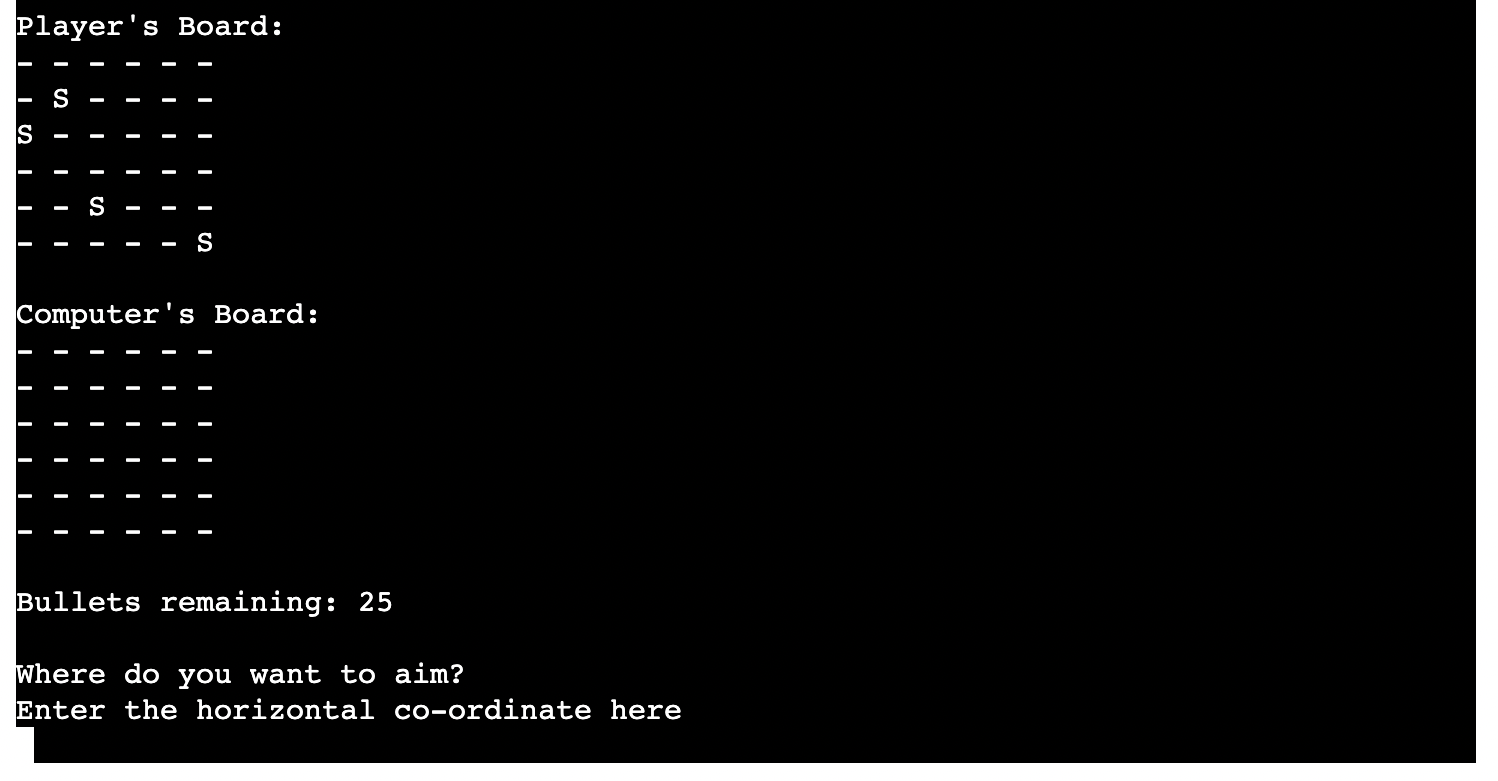 Player's Board:
- - - - - -
- S - - - -
S - - - - -
- - - - - -
- - S - - -
- - - - - S
Computer's Board:
- - - - - -
- - - - - -
- - - - - -
- - - - - -
- - - - - -
- - - - - -
Bullets remaining: 25
Where do you want to aim?
Enter the horizontal co-ordinate here